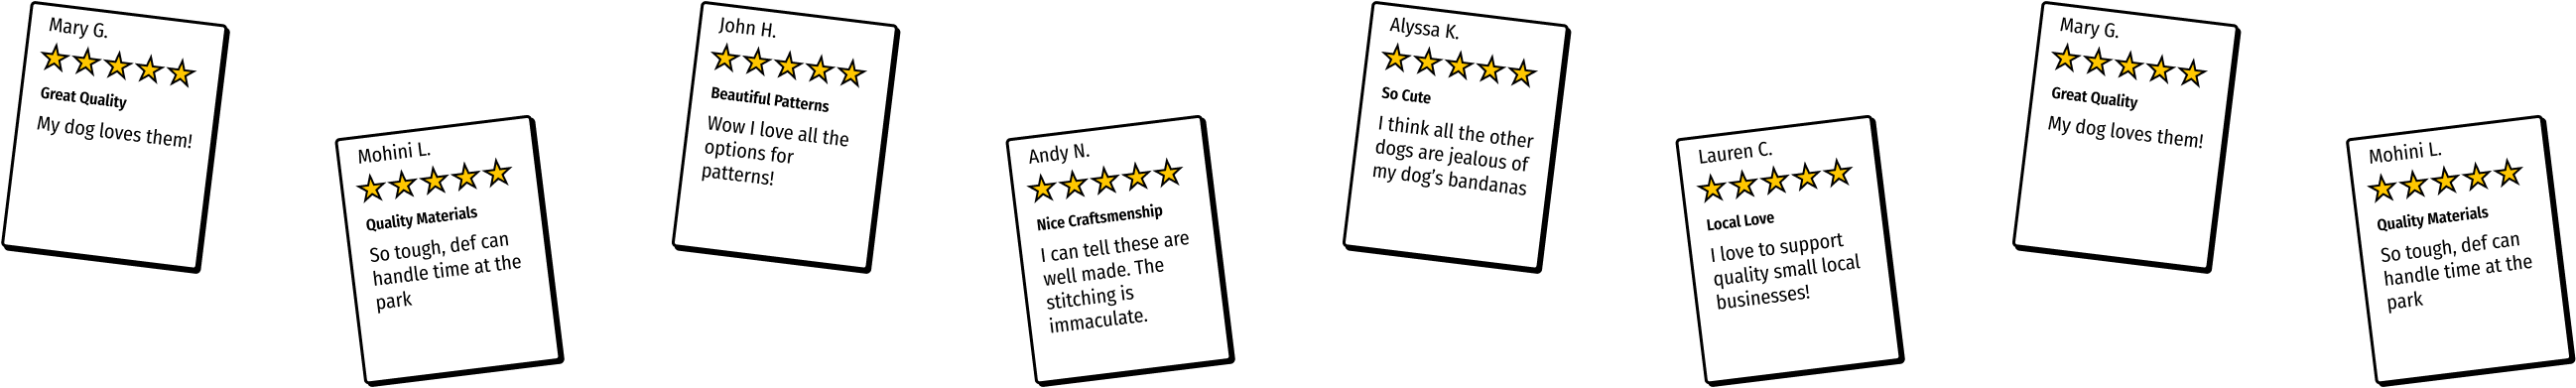 Mary G.
Great Quality
My dog loves them!
Mohini L.
Quality Materials
So tough, def can
handle time at the
park
John H.
Beautiful Patterns
Wow I love all the
options for
patterns!
Andy N.
Nice Craftsmenship
I can tell these are
well made. The
stitching is
immaculate.
Alyssa K.
So Cute
I think all the other
dogs are jealous of
my dog’s bandanas
Lauren C.
Local Love
I love to support
quality small local
businesses!
Mary G.
Great Quality
My dog loves them!
Mohini L.
Quality Materials
So tough, def can
handle time at the
park